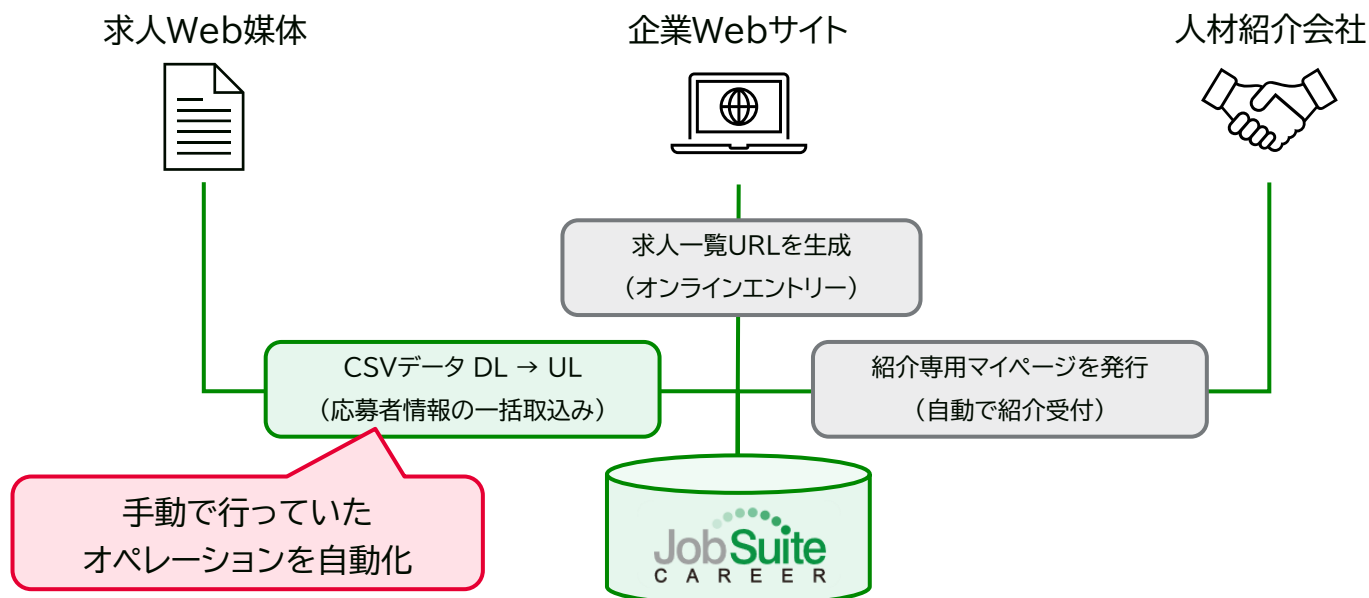 求人Web媒体
企業Webサイト
人材紹介会社
求人一覧URLを生成
（オンラインエントリー）
CSVデータ DL → UL
（応募者情報の一括取込み）
紹介専用マイページを発行
（自動で紹介受付）
手動で行っていた
オペレーションを自動化
JobSuite
CAREER